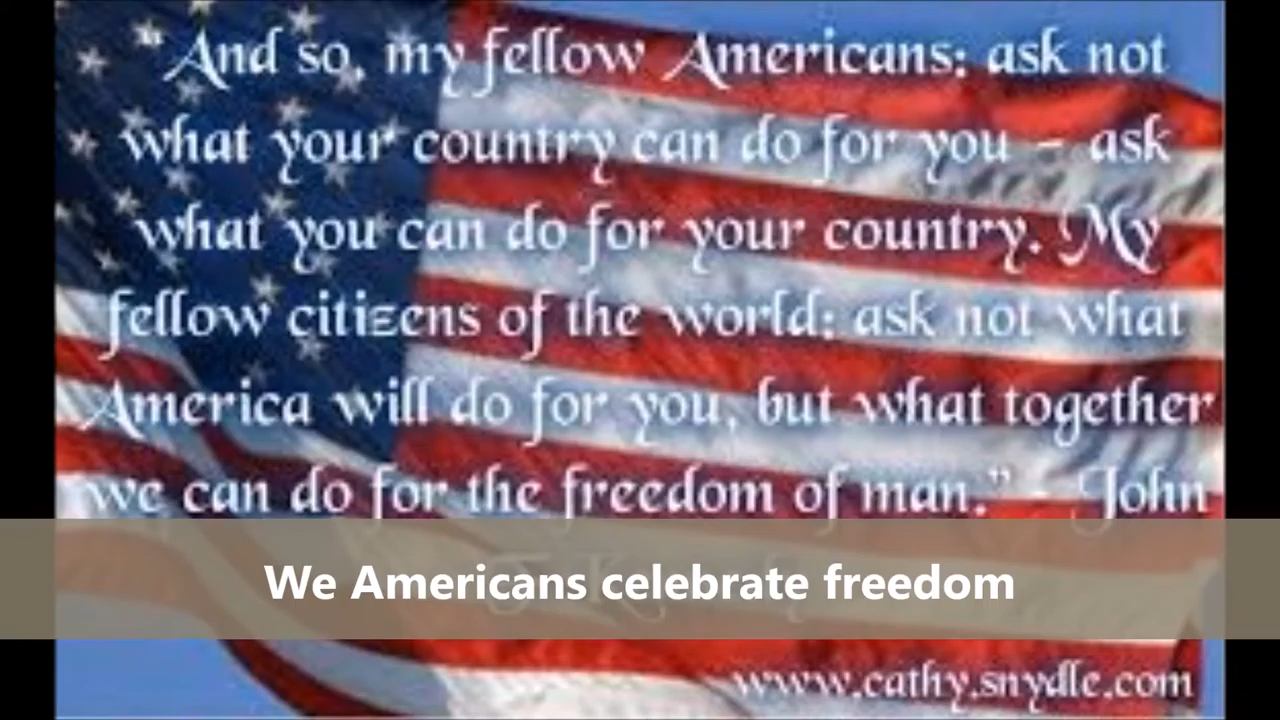 "And so, my fellow Americans: ask not
what your country can do for you – ask
what you can do for your country. My
fellow citizens of the world: ask not what
America will do for you, but what together
we can do for the freedom of man." – John
We Americans celebrate freedom
www.cathy.snydle.com